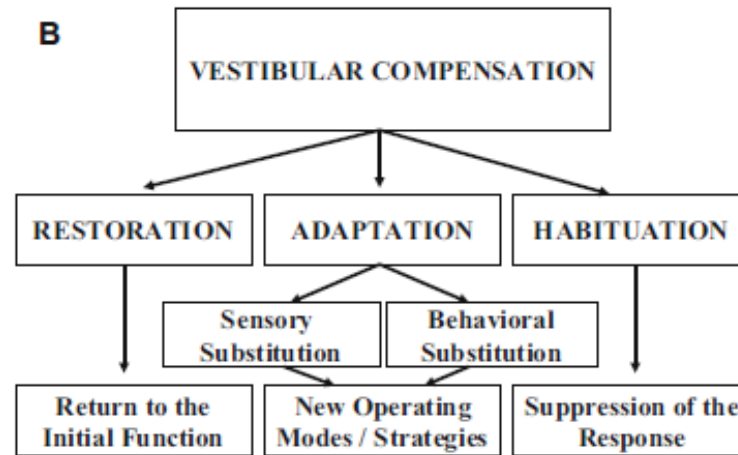 B
VESTIBULAR COMPENSATION
RESTORATION
ADAPTATION
HABITUATION
Sensory
Substitution
Behavioral
Substitution
Return to the
Initial Function
New Operating
Modes / Strategies
Suppression of the
Response